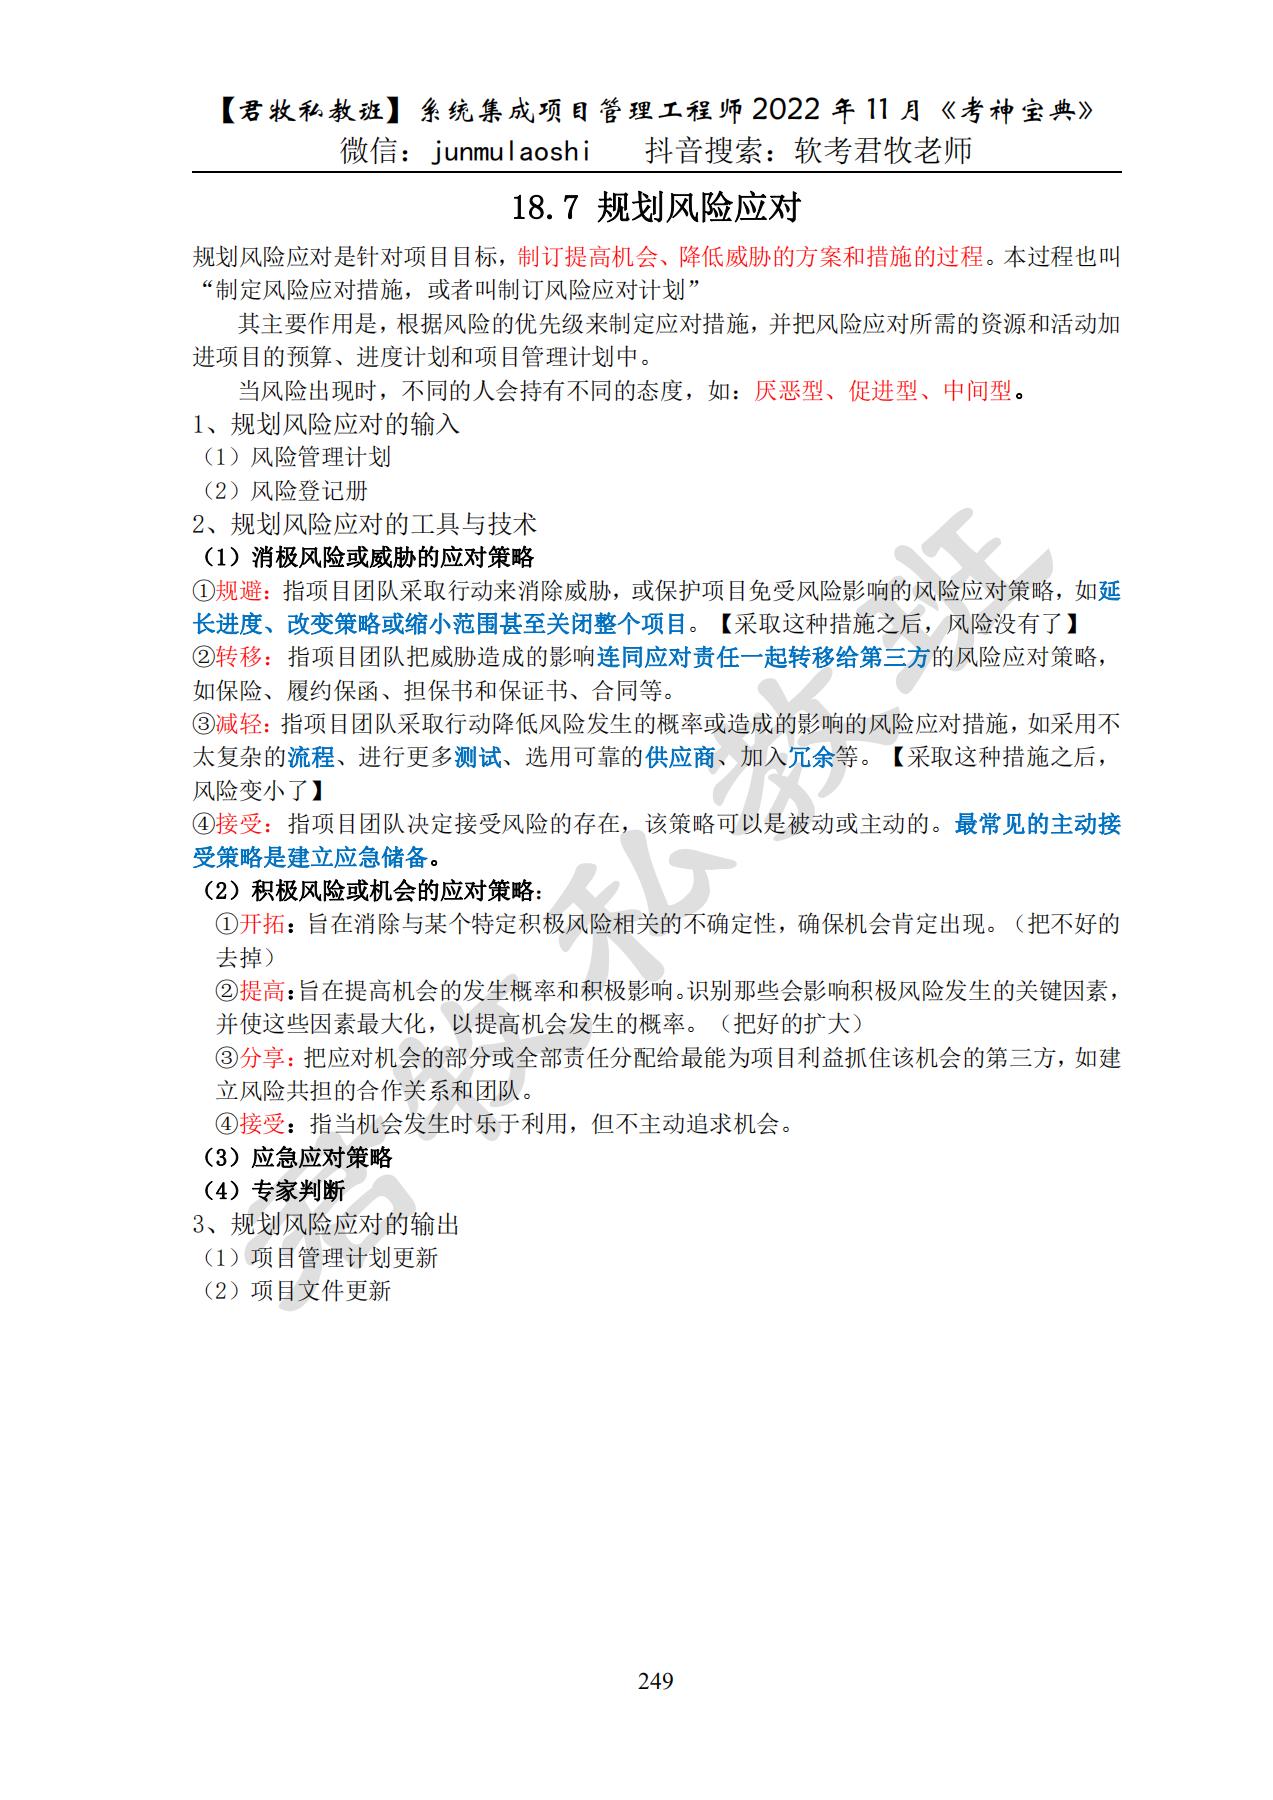 【君牧私教班】系统集成项目管理工程师 2022 年 11 月《考神宝典》
微信：junmulaoshi 抖音搜索：软考君牧老师
18.7 规划风险应对
规划风险应对是针对项目目标，制订提高机会、降低威胁的方案和措施的过程。本过程也叫
“制定风险应对措施，或者叫制订风险应对计划”
其主要作用是，根据风险的优先级来制定应对措施，并把风险应对所需的资源和活动加
进项目的预算、进度计划和项目管理计划中。
当风险出现时，不同的人会持有不同的态度，如：厌恶型、促进型、中间型。
1、规划风险应对的输入
（1）风险管理计划
（2）风险登记册
2、规划风险应对的工具与技术
（1）消极风险或威胁的应对策略
①规避：指项目团队采取行动来消除威胁，或保护项目免受风险影响的风险应对策略，如延
长进度、改变策略或缩小范围甚至关闭整个项目。【采取这种措施之后，风险没有了】
②转移：指项目团队把威胁造成的影响连同应对责任一起转移给第三方的风险应对策略，
如保险、履约保函、担保书和保证书、合同等。
③减轻：指项目团队采取行动降低风险发生的概率或造成的影响的风险应对措施，如采用不
太复杂的流程、进行更多测试、选用可靠的供应商、加入冗余等。【采取这种措施之后，
风险变小了】
④接受：指项目团队决定接受风险的存在，该策略可以是被动或主动的。最常见的主动接
受策略是建立应急储备。
（2）积极风险或机会的应对策略：
①开拓：旨在消除与某个特定积极风险相关的不确定性，确保机会肯定出现。（把不好的
去掉）
②提高：旨在提高机会的发生概率和积极影响。识别那些会影响积极风险发生的关键因素，
并使这些因素最大化，以提高机会发生的概率。（把好的扩大）
③分享：把应对机会的部分或全部责任分配给最能为项目利益抓住该机会的第三方，如建
立风险共担的合作关系和团队。
④接受：指当机会发生时乐于利用，但不主动追求机会。
（3）应急应对策略
（4）专家判断
3、规划风险应对的输出
（1）项目管理计划更新
（2）项目文件更新
君牧私教班
249